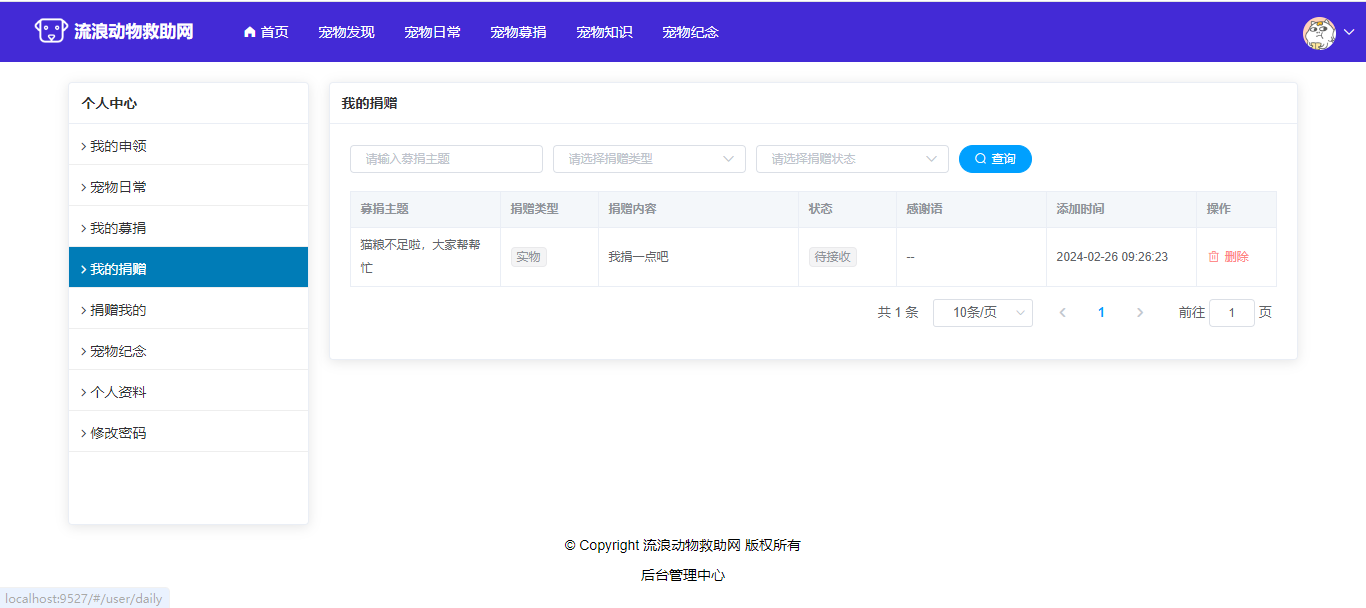 流浪动物救助网 首页 宠物发现 宠物日常 宠物募捐 宠物知识 宠物纪念
个人中心
我的申领
宠物日常
我的募捐
我的捐赠
捐赠我的
宠物纪念
个人资料
修改密码
我的捐赠
请输入募捐主题 请选择捐赠类型 请选择捐赠状态 查询
募捐主题 捐赠类型 捐赠内容 状态 感谢语 添加时间 操作
猫粮不足啦，大家帮帮
忙
实物 我捐一点吧 待接收 -- 2024-02-26 09:26:23 删除
共 1 条 10条/页 1 前往 1 页
© Copyright 流浪动物救助网 版权所有
后台管理中心
localhost:9527/#/user/daily